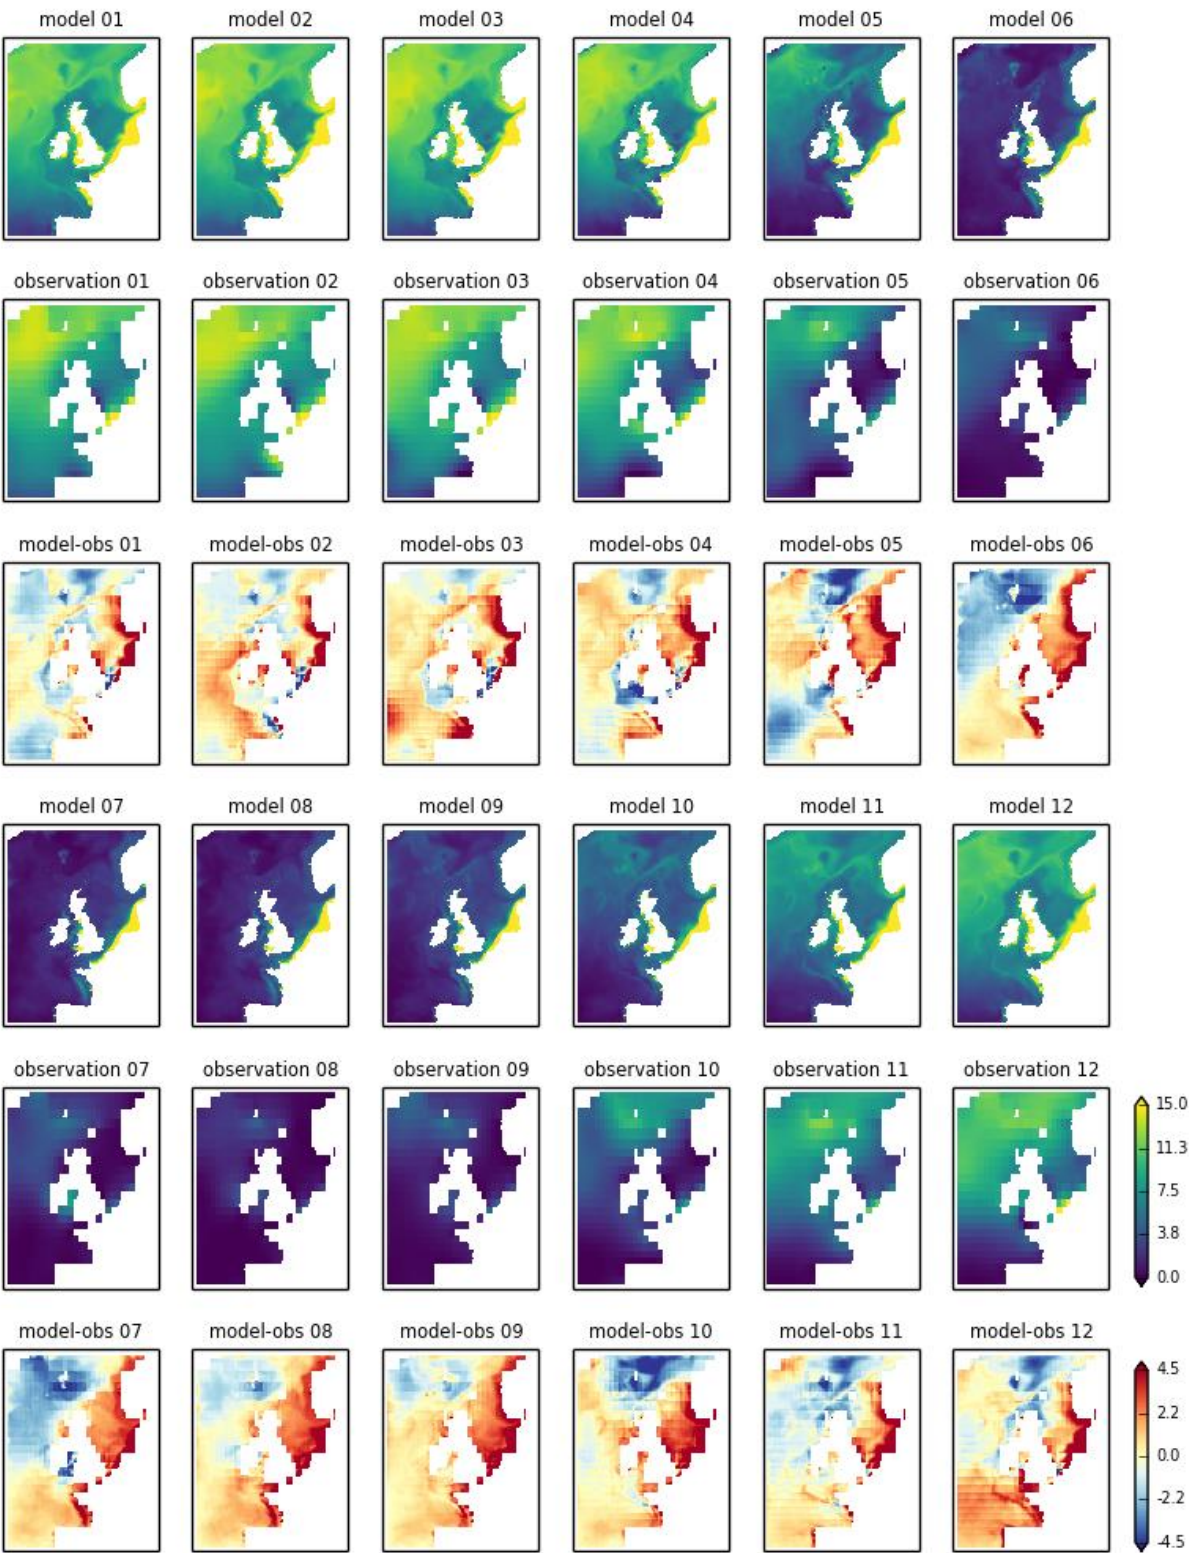 model 01 model 02 model 03 model 04 model 05 model 06
observation 01 observation 02 observation 03 observation 04 observation 05 observation 06
model-obs 01 model-obs 02 model-obs 03 model-obs 04 model-obs 05 model-obs 06
model 07 model 08 model 09 model 10 model 11 model 12
observation 07 observation 08 observation 09 observation 10 observation 11 observation 12
15.0
11.3
7.5
3.8
0.0
model-obs 07 model-obs 08 model-obs 09 model-obs 10 model-obs 11 model-obs 12
4.5
2.2
0.0
-2.2
-4.5